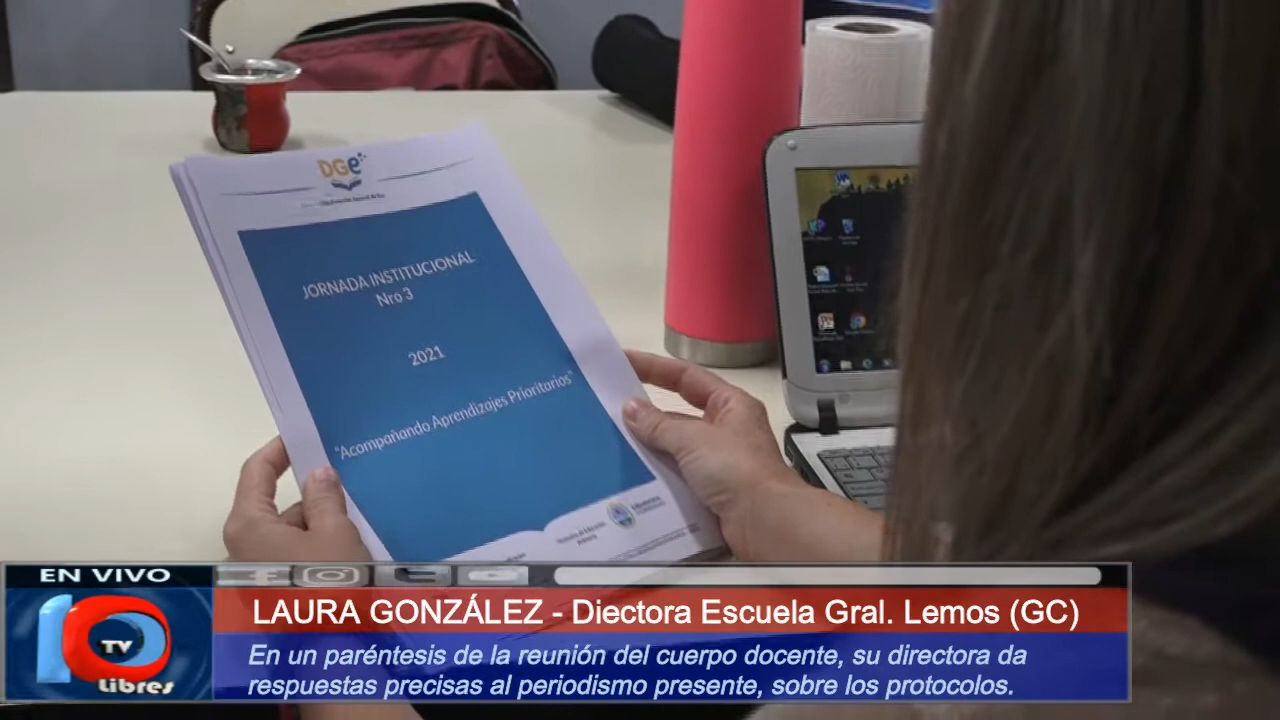 DGe
JORNADA INSTITUCIONAL
Nro 3
2021
"Acompañando Aprendizajes Prioritarios"
EN VIVO
10
TV
Libres
LAURA GONZÁLEZ - Diectora Escuela Gral. Lemos (GC)
En un paréntesis de la reunión del cuerpo docente, su directora da
respuestas precisas al periodismo presente, sobre los protocolos.